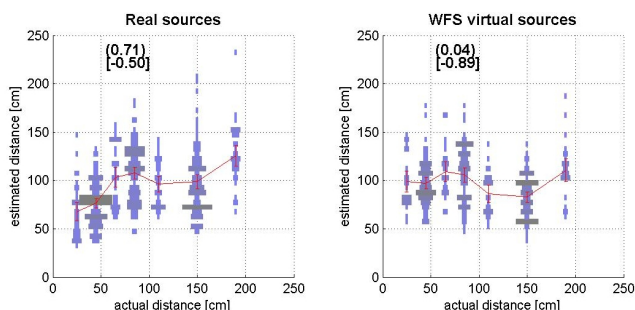 Real sources
(0.71)
[-0.50]
250
200
150
100
50
0
estimated distance [cm]
0 50 100 150 200 250
actual distance [cm]
WFS virtual sources
(0.04)
[-0.89]
250
200
150
100
50
0
estimated distance [cm]
0 50 100 150 200 250
actual distance [cm]